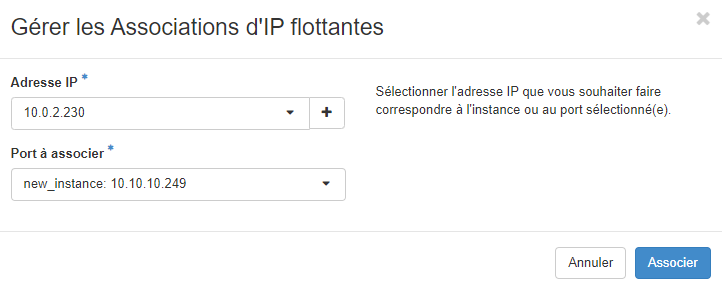 Gérer les Associations d'IP flottantes
Adresse IP *
10.0.2.230
Sélectionner l'adresse IP que vous souhaiter faire
correspondre à l'instance ou au port sélectionné(e).
Port à associer *
new_instance: 10.10.10.249
Annuler
Associer